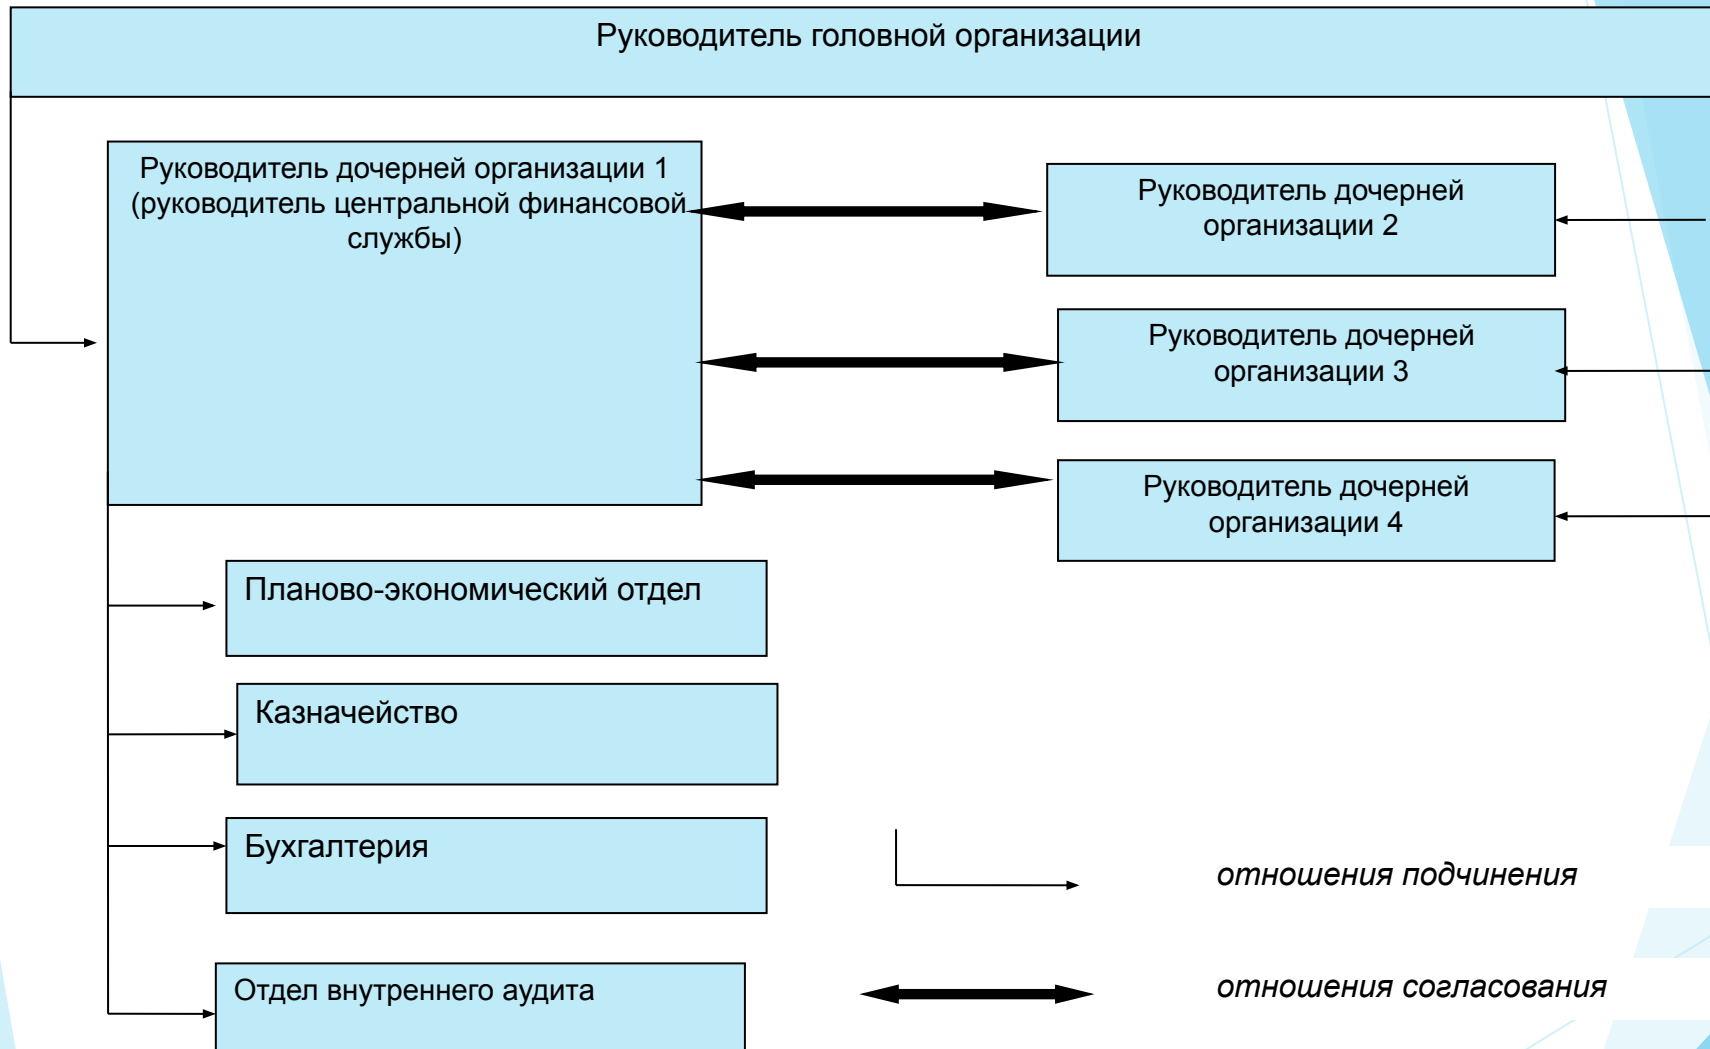 Руководитель головной организации
Руководитель дочерней организации 1
(руководитель центральной финансовой
службы)
Руководитель дочерней
организации 2
Руководитель дочерней
организации 3
Руководитель дочерней
организации 4
Планово-экономический отдел
Казначейство
Бухгалтерия
отношения подчинения
Отдел внутреннего аудита
отношения согласования